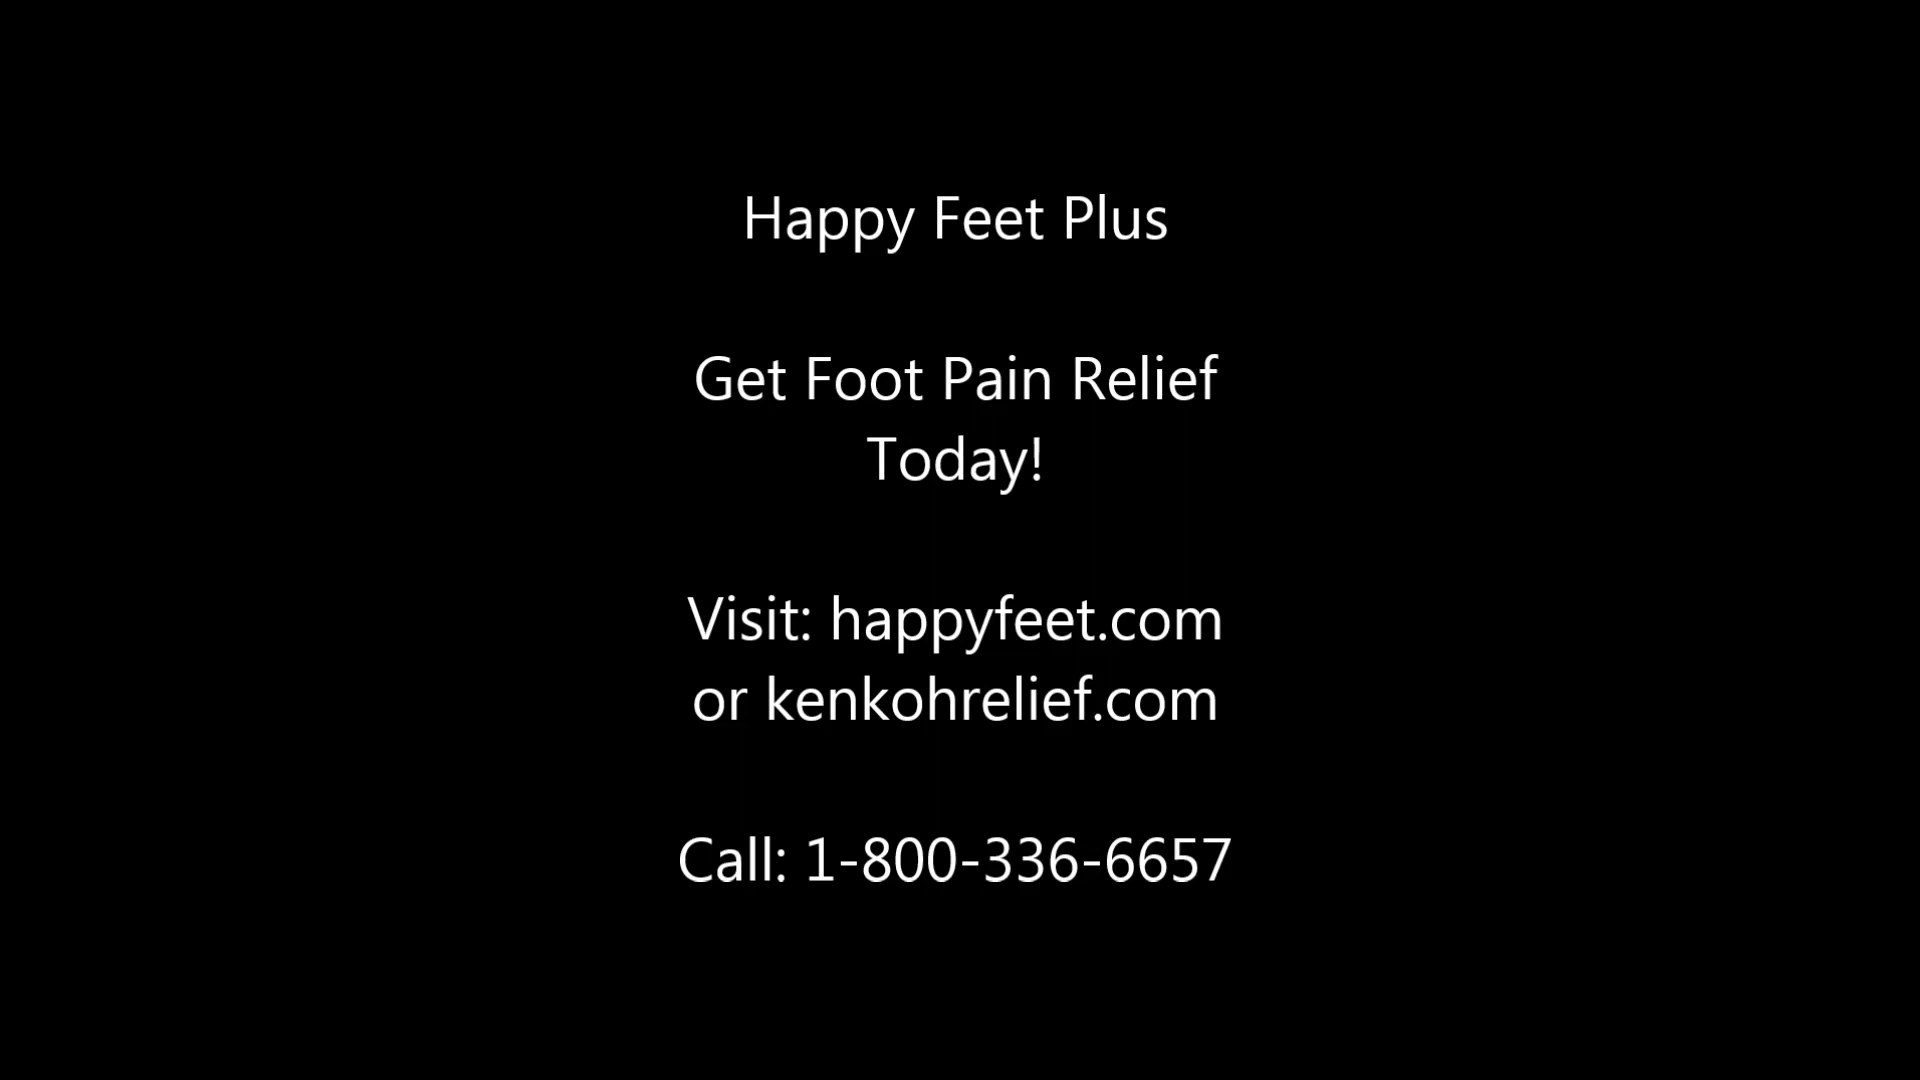 Happy Feet Plus
Get Foot Pain Relief
Today!
Visit: happyfeet.com
or kenkohrelief.com
Call: 1-800-336-6657